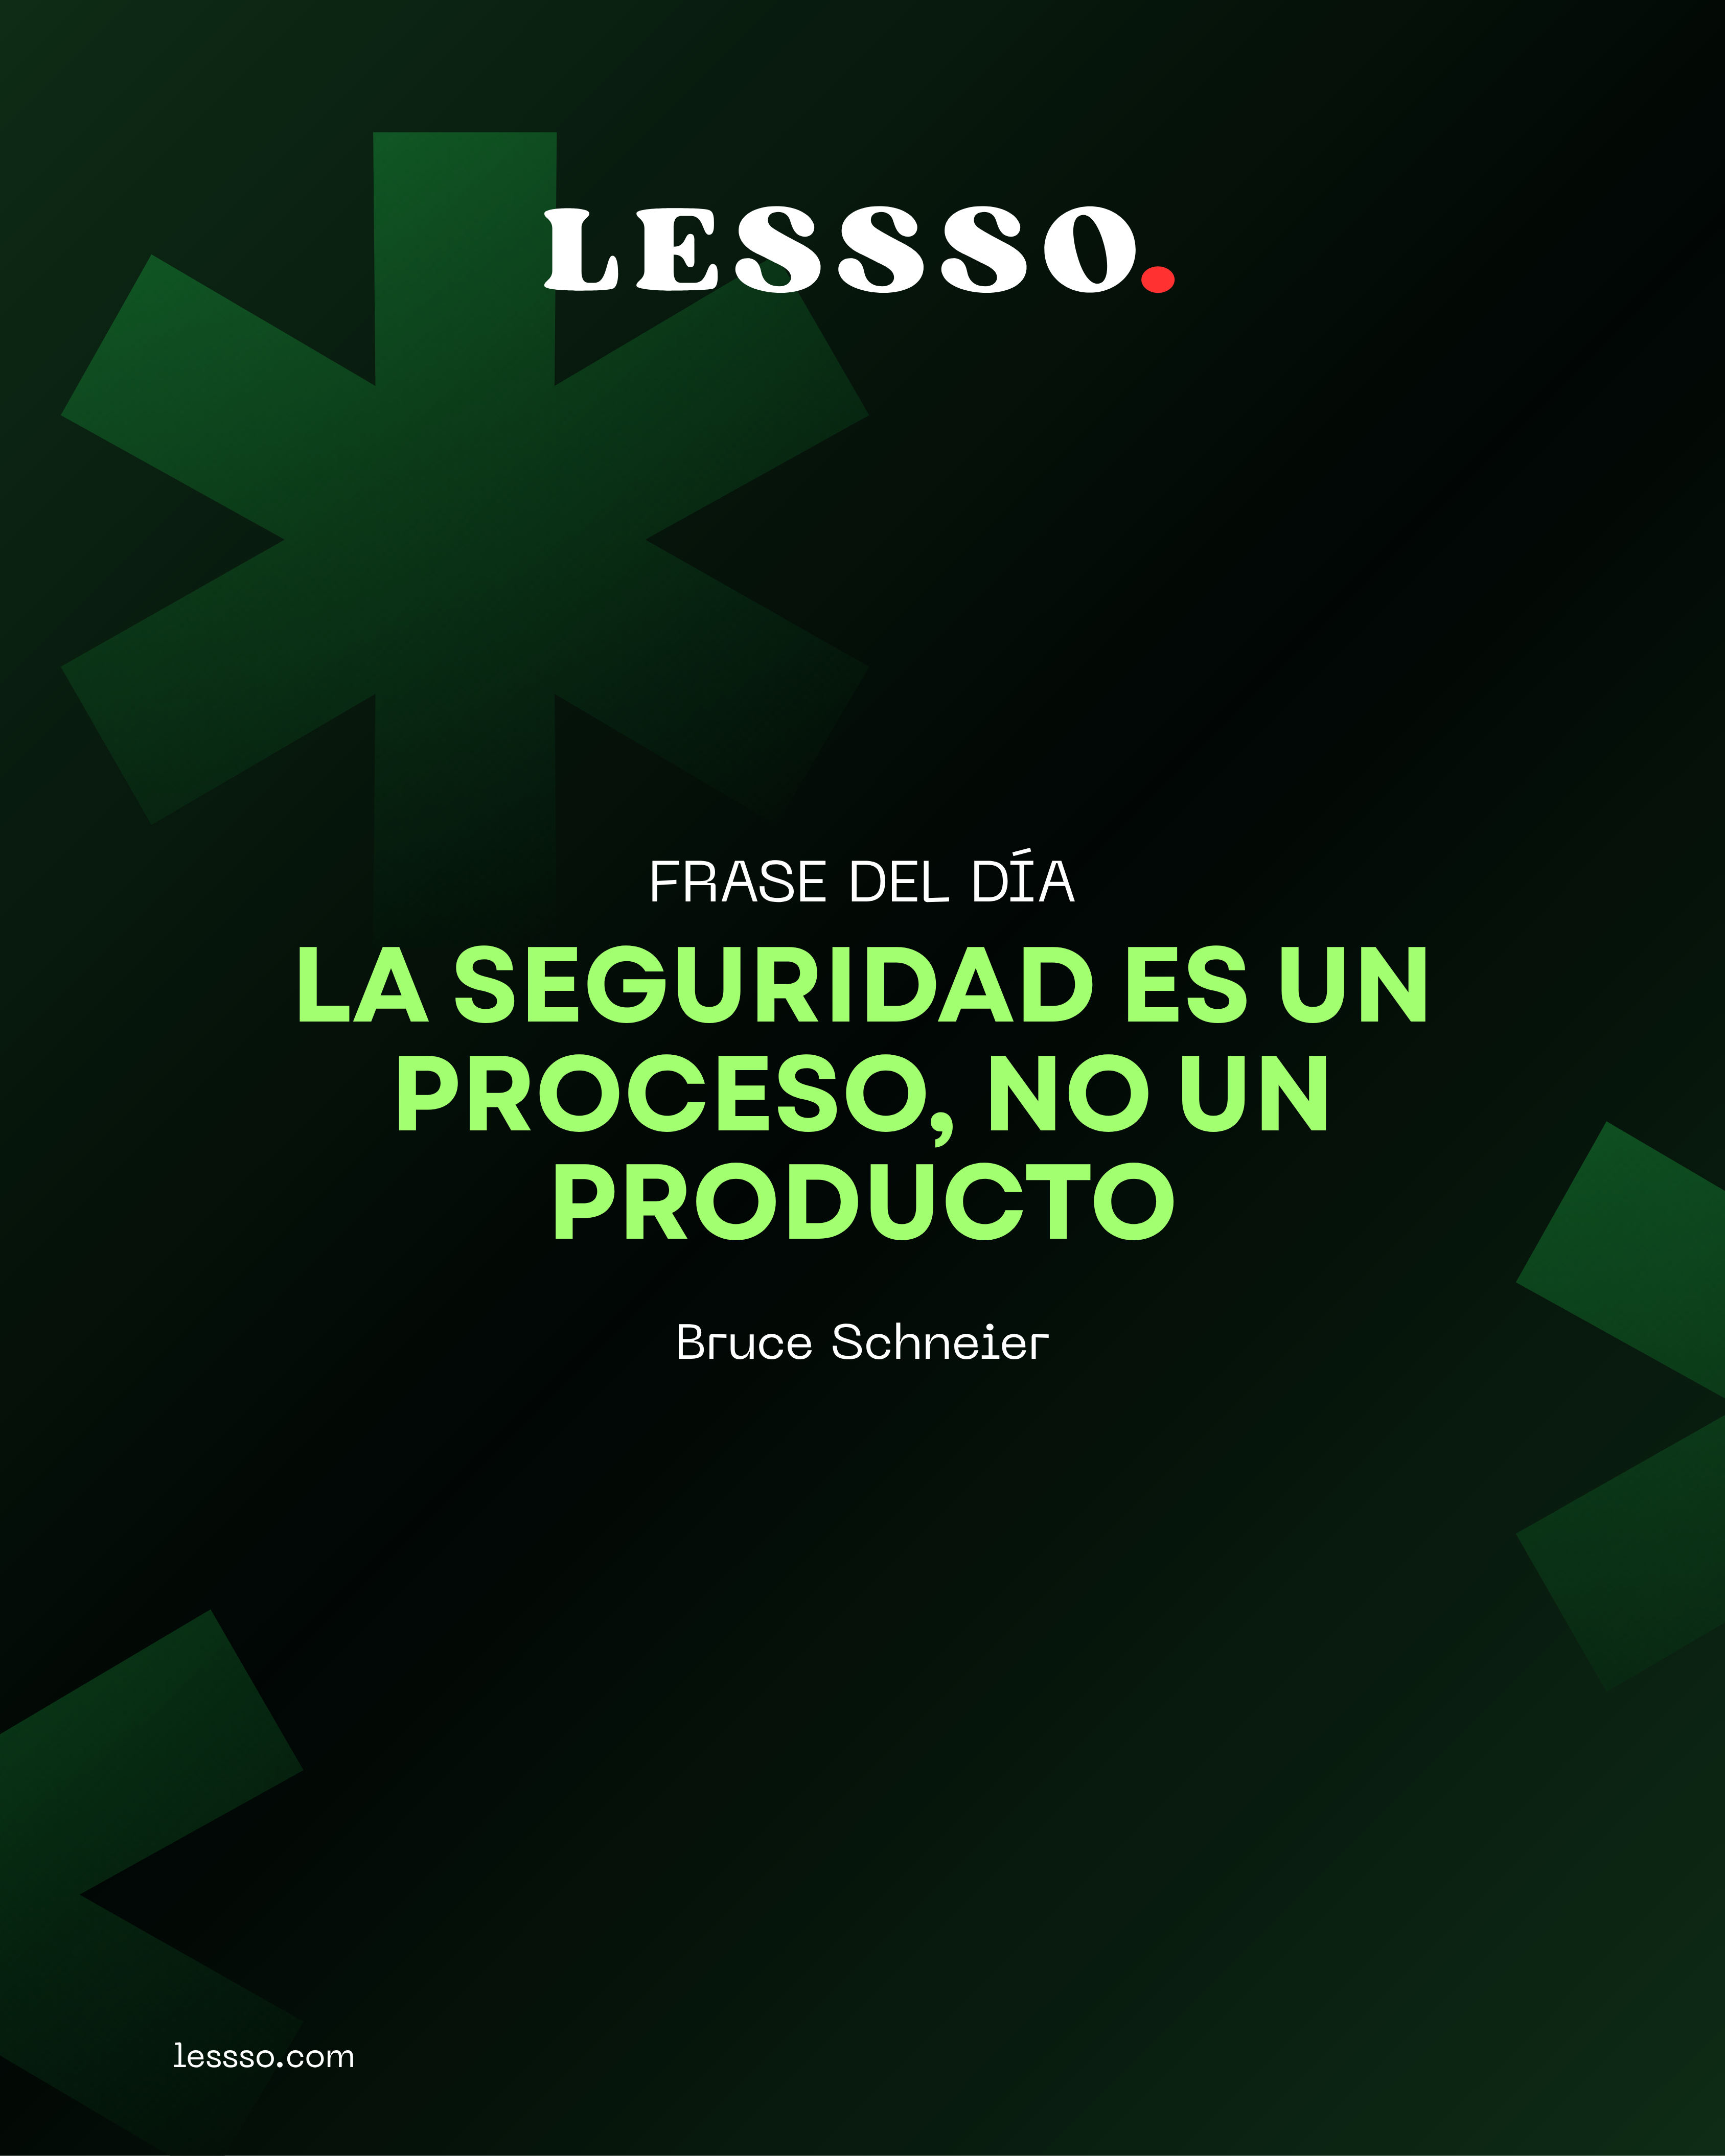 LESSSO.
FRASE DEL DÍA
LA SEGURIDAD ES UN
PROCESO, NO UN
PRODUCTO
Bruce Schneier
lessso.com